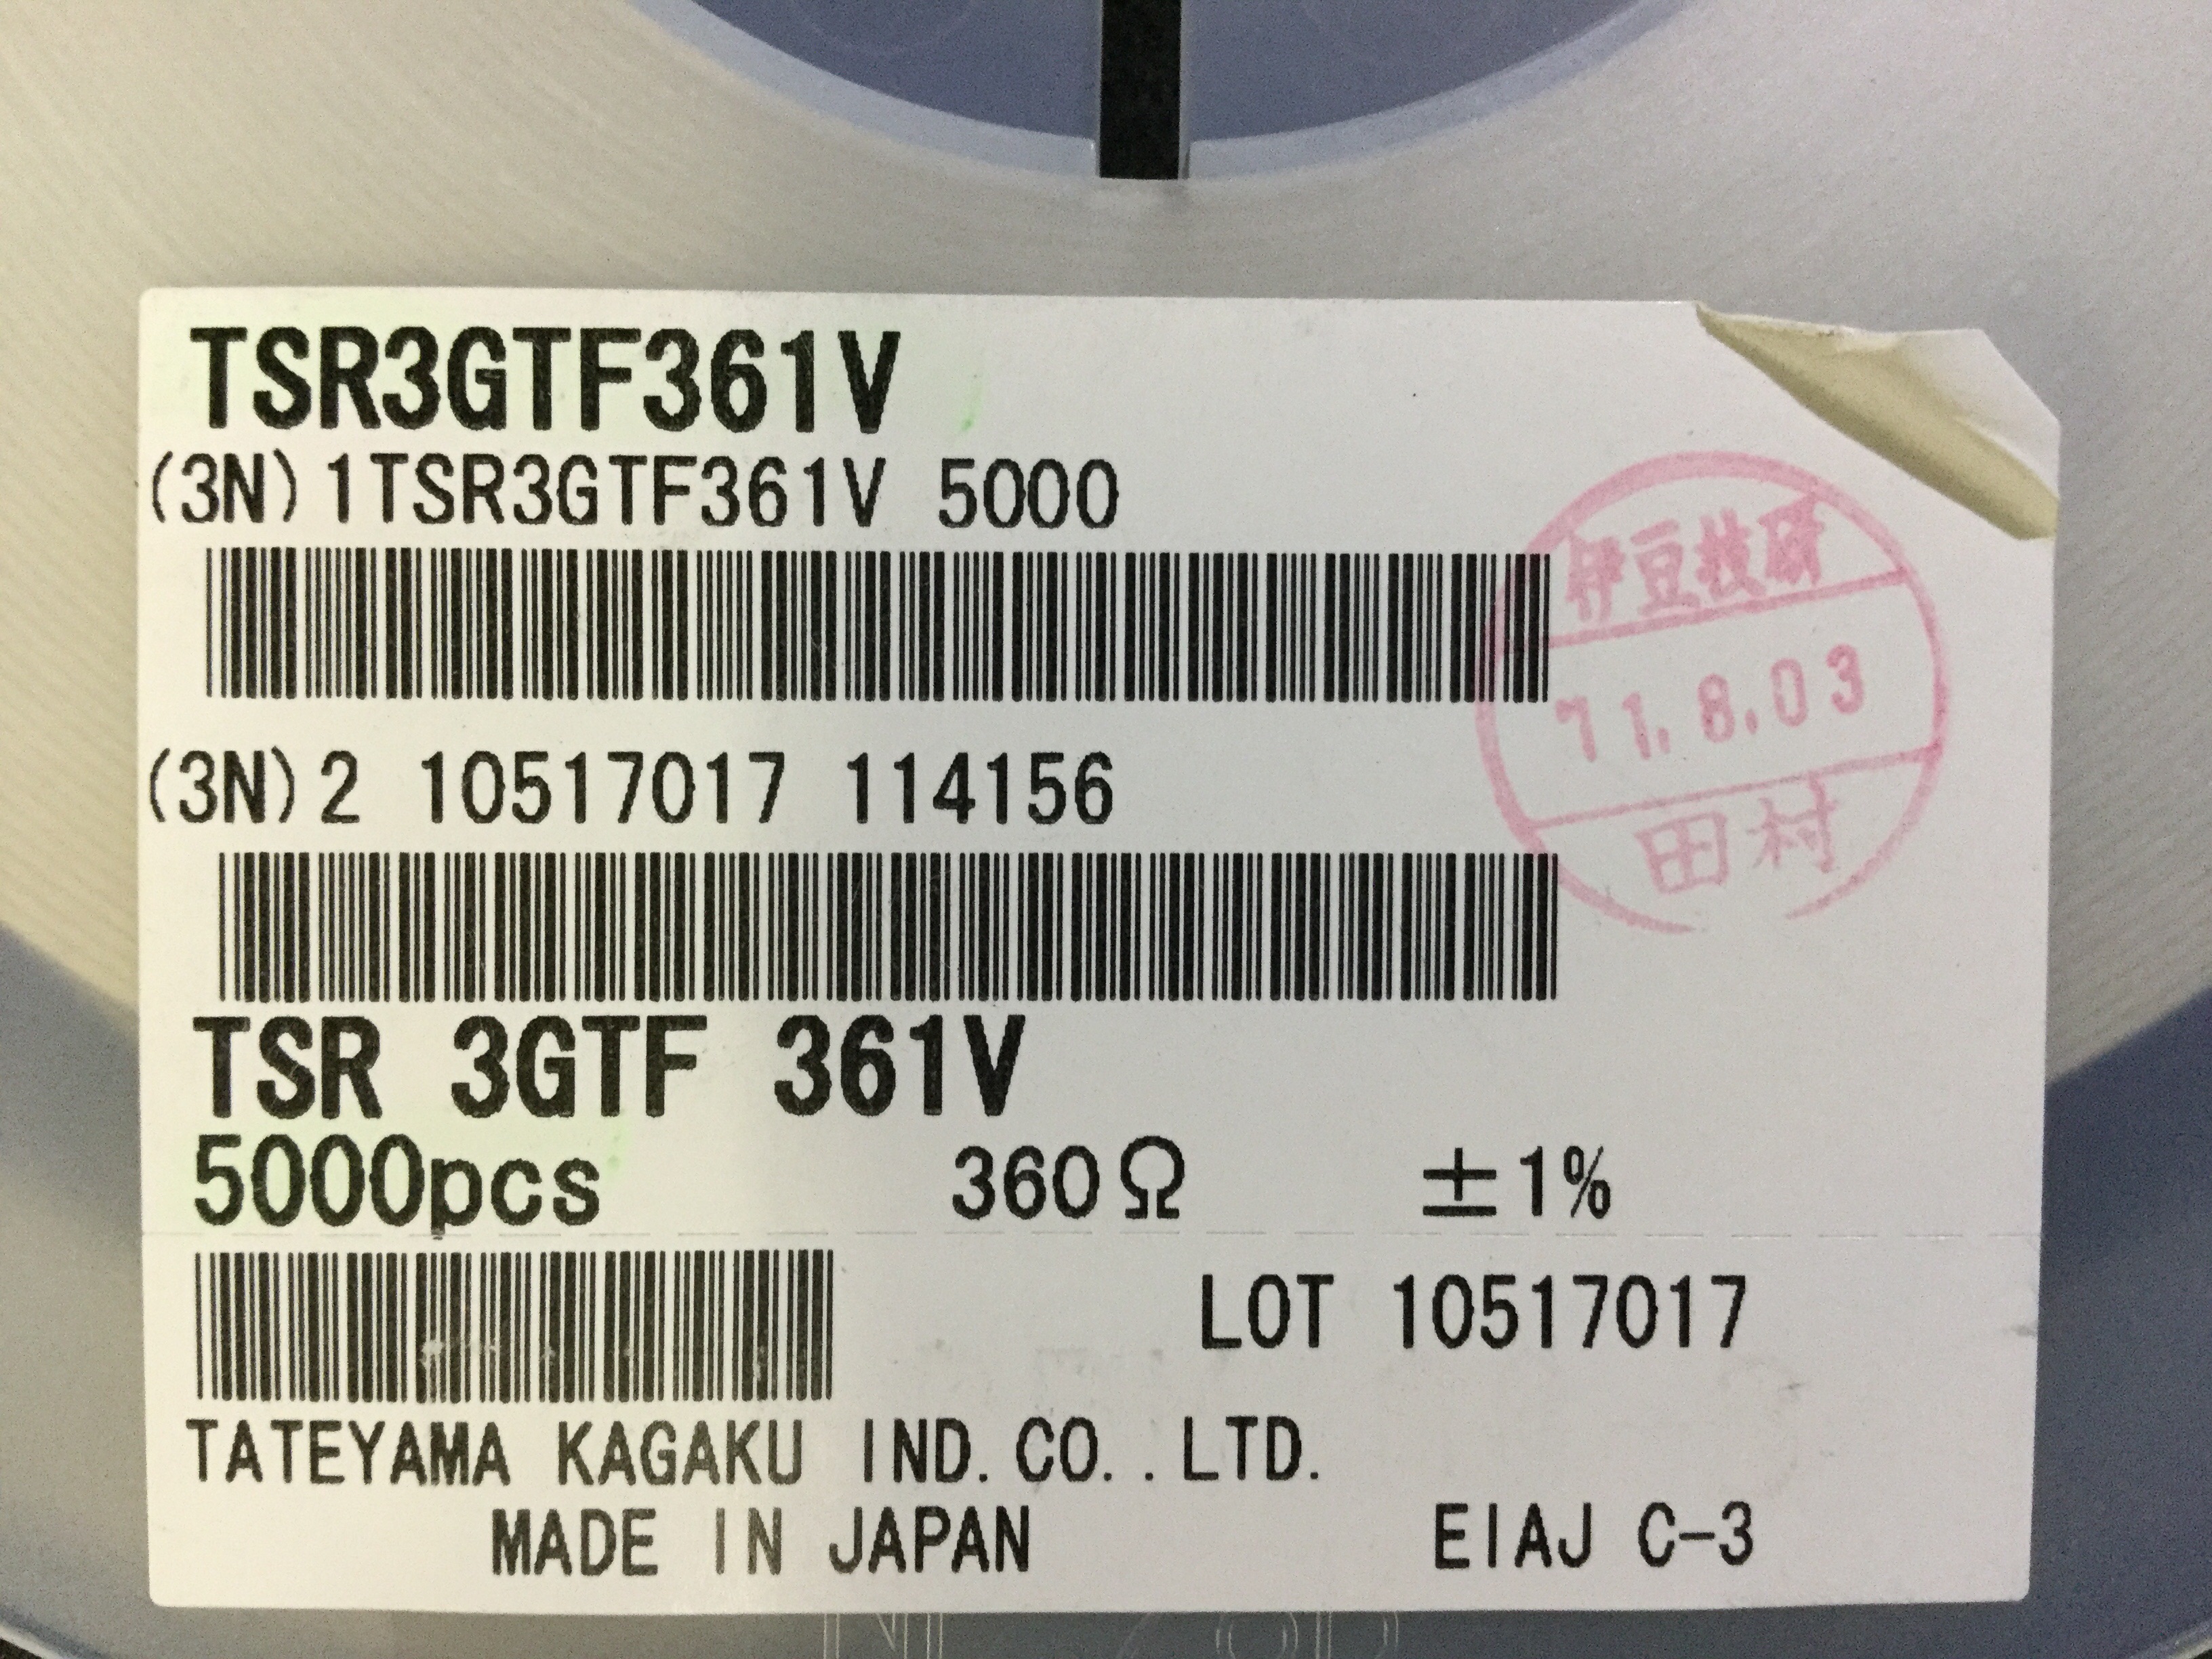 TSR3GTF361V
(3N)1TSR3GTF361V 5000
伊豆技研
71.8.03
田村
(3N)2 10517017 114156
TSR 3GTF 361V
5000pcs 360Ω ±1%
LOT 10517017
TATEYAMA KAGAKU IND.CO..LTD.
MADE IN JAPAN EIAJ C-3